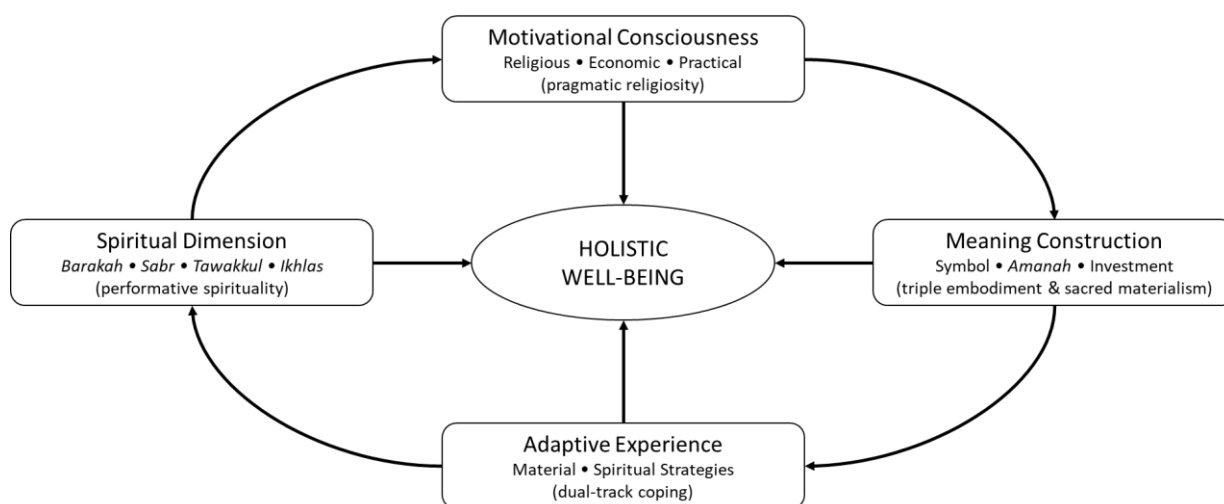 Motivational Consciousness
Religious • Economic • Practical
(pragmatic religiosity)
Spiritual Dimension
Barakah • Sabr • Tawakkul • Ikhlas
(performative spirituality)
HOLISTIC
WELL-BEING
Meaning Construction
Symbol • Amanah • Investment
(triple embodiment & sacred materialism)
Adaptive Experience
Material • Spiritual Strategies
(dual-track coping)